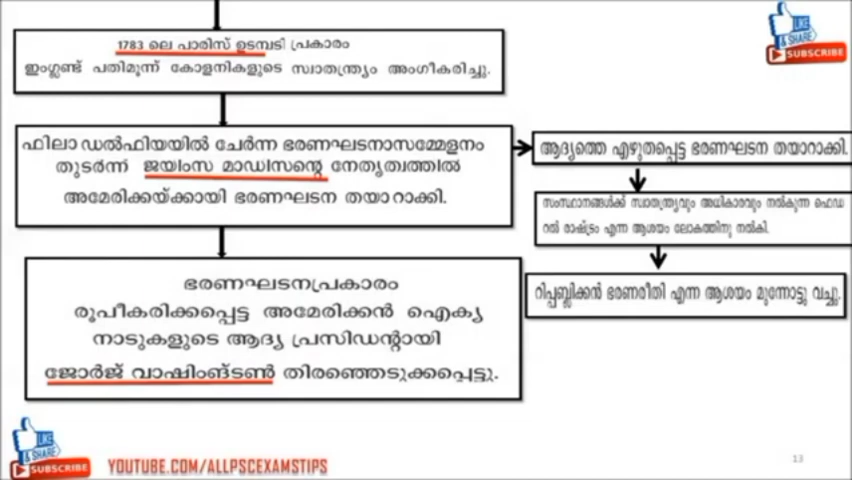 LIKE
& SHARE
SUBSCRIBE
1783 ലെ പാരിസ് ഉടമ്പടി പ്രകാരം
ഇംഗ്ലണ്ട് പതിമൂന്ന് കോളനികളുടെ സ്വാതന്ത്ര്യം അംഗീകരിച്ചു.
ഫിലാ ഡൽഫിയയിൽ ചേർന്ന ഭരണഘടനാസമ്മേളനം
തുടർന്ന് ജയിംസ മാഡിസന്റെ നേതൃത്വത്തിൽ
അമേരിക്കയ്ക്കായി ഭരണഘടന തയാ റാക്കി.
ആദ്യത്തെ എഴുതപ്പെട്ട ഭരണഘടന തയാറാക്കി.
സംസ്ഥാനങ്ങൾക്ക് സ്വാതന്ത്ര്യവും അധികാരവും നൽകുന്ന ഫെഡ
റൽ രാഷ്ട്രം എന്ന ആശയം ലോകത്തിനു നൽകി.
റിപ്പബ്ലിക്കൻ ഭരണരീതി എന്ന ആശയം മുന്നോട്ടു വച്ചു.
ഭരണഘടനപ്രകാരം
രൂപീകരിക്കപ്പെട്ട അമേരിക്കൻ ഐക്യ
നാടുകളുടെ ആദ്യ പ്രസിഡന്റായി
ജോർജ് വാഷിംങ്ടൺ തിരഞ്ഞെടുക്കപ്പെട്ടു.
LIKE
& SHARE
SUBSCRIBE
YOUTUBE.COM/ALLPSCEXAMSTIPS
13